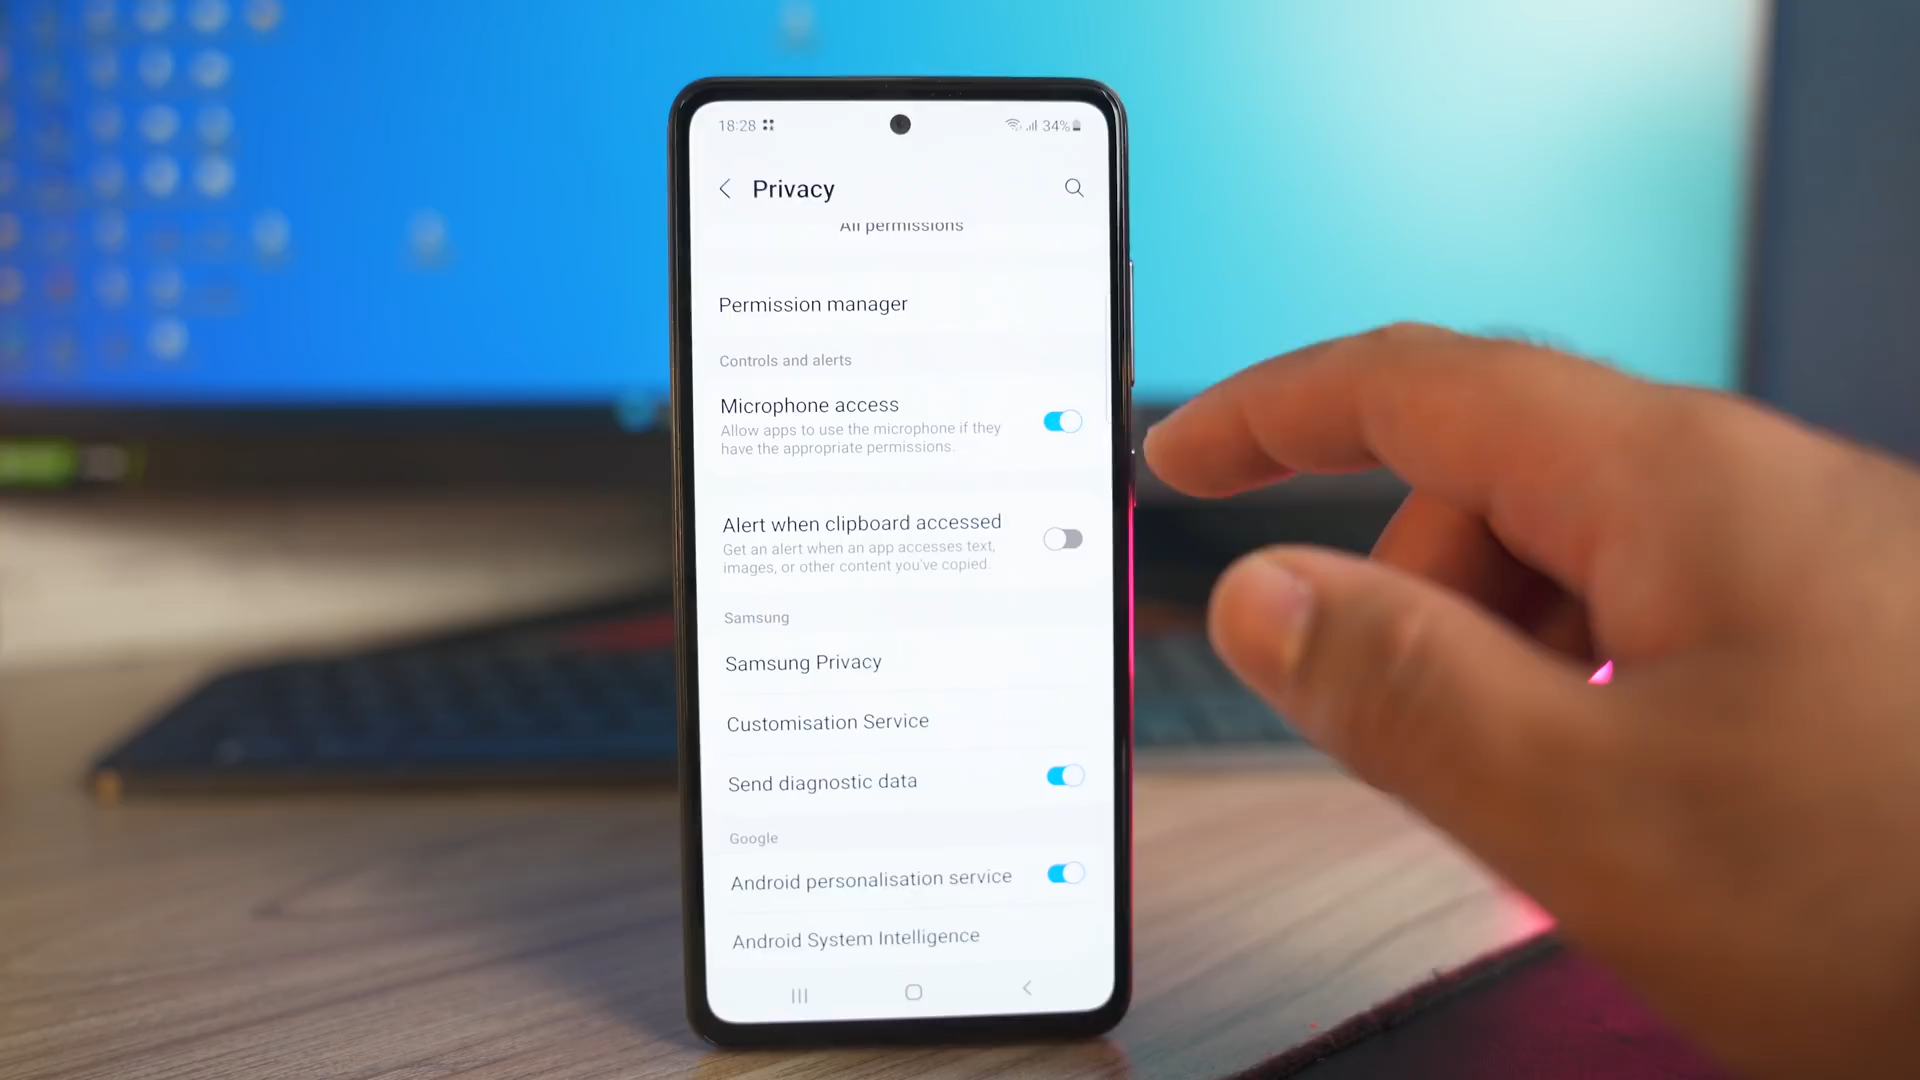 18:28
34%
Privacy
All permissions
Permission manager
Controls and alerts
Microphone access
Allow apps to use the microphone if they
have the appropriate permissions.
Alert when clipboard accessed
Get an alert when an app accesses text,
images, or other content you've copied.
Samsung
Samsung Privacy
Customisation Service
Send diagnostic data
Google
Android personalisation service
Android System Intelligence